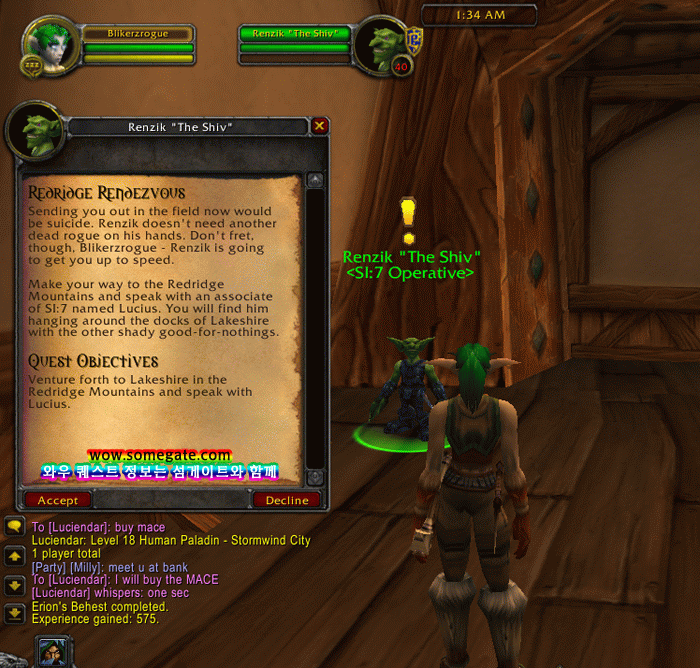 1:34 AM
Blikerzrogue
Renzik "The Shiv"
zzz
40
Renzik "The Shiv"
Redridge Rendezvous
Sending you out in the field now would
be suicide. Renzik doesn't need another
dead rogue on his hands. Don't fret,
though, Blikerzrogue - Renzik is going
to get you up to speed.
Make your way to the Redridge
Mountains and speak with an associate
of SI:7 named Lucius. You will find him
hanging around the docks of Lakeshire
with the other shady good-for-nothings.
Quest Objectives
Venture forth to Lakeshire in the
Redridge Mountains and speak with
Lucius.
wow.somegate.com
와우 퀘스트 정보는 섬게이트와 함께
Accept
Decline
Renzik "The Shiv"
<SI:7 Operative>
To [Luciendar]: buy mace
Luciendar: Level 18 Human Paladin - Stormwind City
1 player total
[Party] [Milly]: meet u at bank
To [Luciendar]: I will buy the MACE
[Luciendar] whispers: one sec
Erion's Behest completed.
Experience gained: 575.